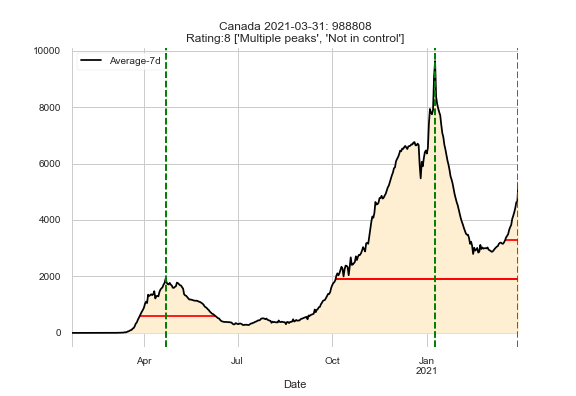 Canada 2021-03-31: 988808
Rating:8 ['Multiple peaks', 'Not in control']
10000
Average-7d
8000
6000
4000
2000
0
Apr Jul Oct Jan
2021
Date